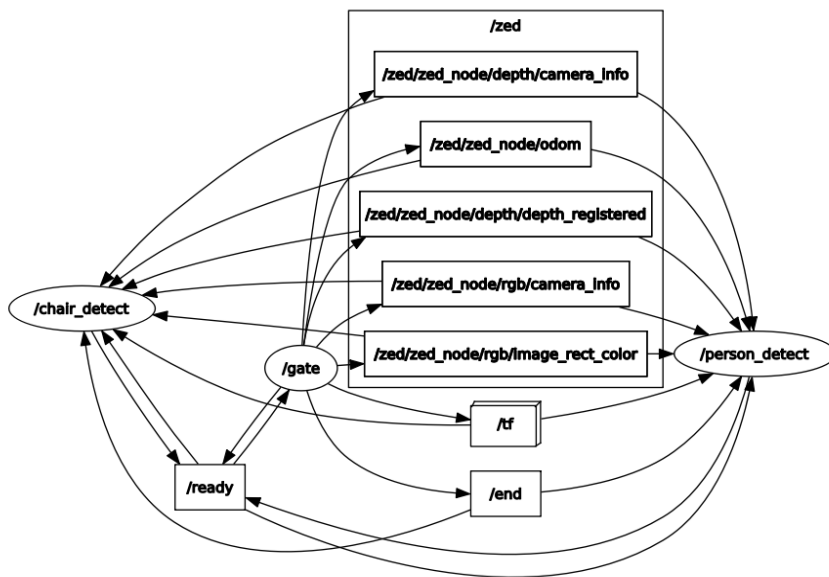 /zed
/zed/zed_node/depth/camera_info
/zed/zed_node/odom
/zed/zed_node/depth/depth_registered
/zed/zed_node/rgb/camera_info
/chair_detect
/zed/zed_node/rgb/image_rect_color
/person_detect
/gate
/tf
/ready
/end